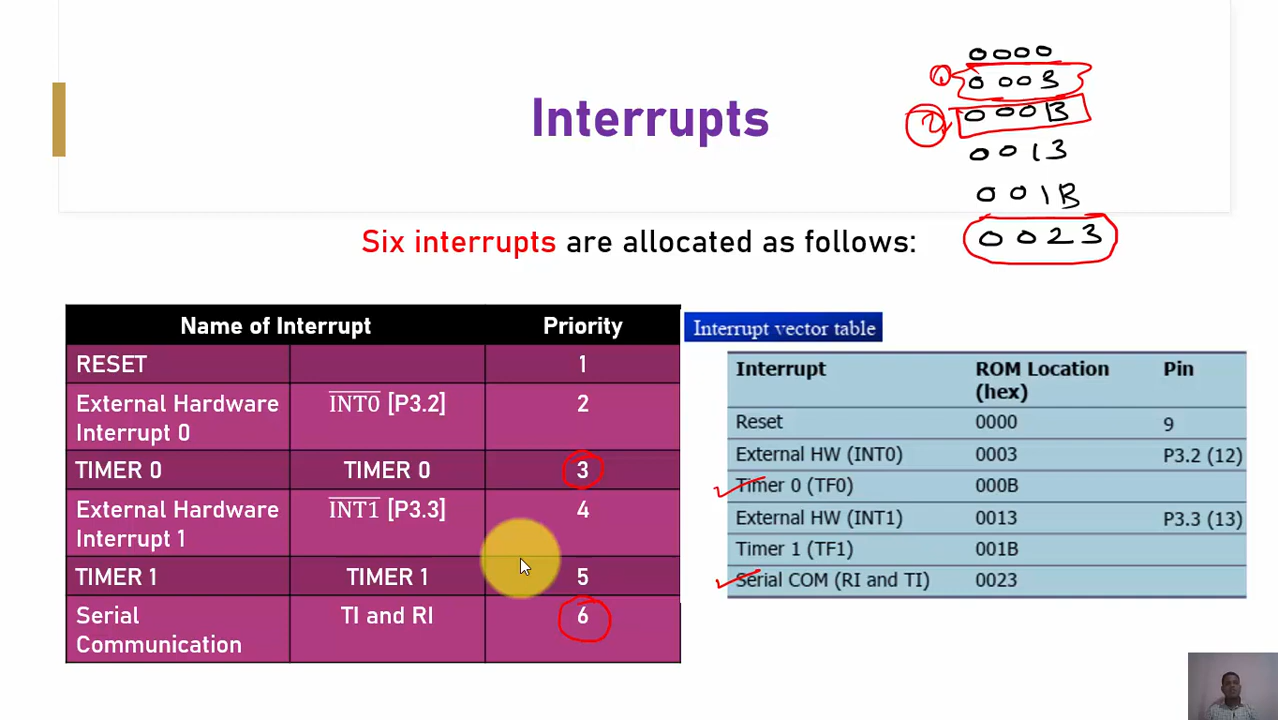 Interrupts
0000
① 0003
② 000B
0013
001B
0023
Six interrupts are allocated as follows:
Name of Interrupt Priority
RESET 1
External Hardware Interrupt 0 INT0 [P3.2] 2
TIMER 0 TIMER 0 3
External Hardware Interrupt 1 INT1 [P3.3] 4
TIMER 1 TIMER 1 5
Serial Communication TI and RI 6
Interrupt vector table
Interrupt ROM Location (hex) Pin
Reset 0000 9
External HW (INT0) 0003 P3.2 (12)
Timer 0 (TF0) 000B
External HW (INT1) 0013 P3.3 (13)
Timer 1 (TF1) 001B
Serial COM (RI and TI) 0023